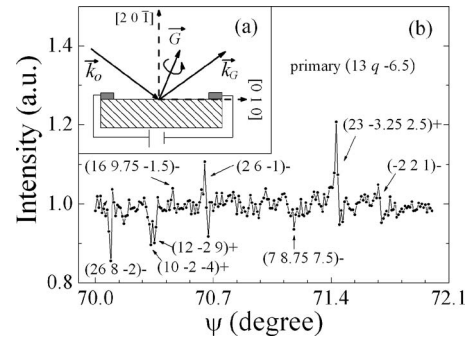 1.5
(a)
(b)
[2 0 1̅]
G⃗
k⃗o
k⃗G
[0 1 0]
primary (13 q -6.5)
1.4
1.2
1.0
0.8
Intensity (a.u.)
(23 -3.25 2.5)+
(16 9.75 -1.5)-
(2 6 -1)-
(-2 2 1)-
(12 -2 9)+
(26 8 -2)-
(10 -2 -4)+
(7 8.75 7.5)-
70.0 70.7 71.4 72.1
ψ (degree)